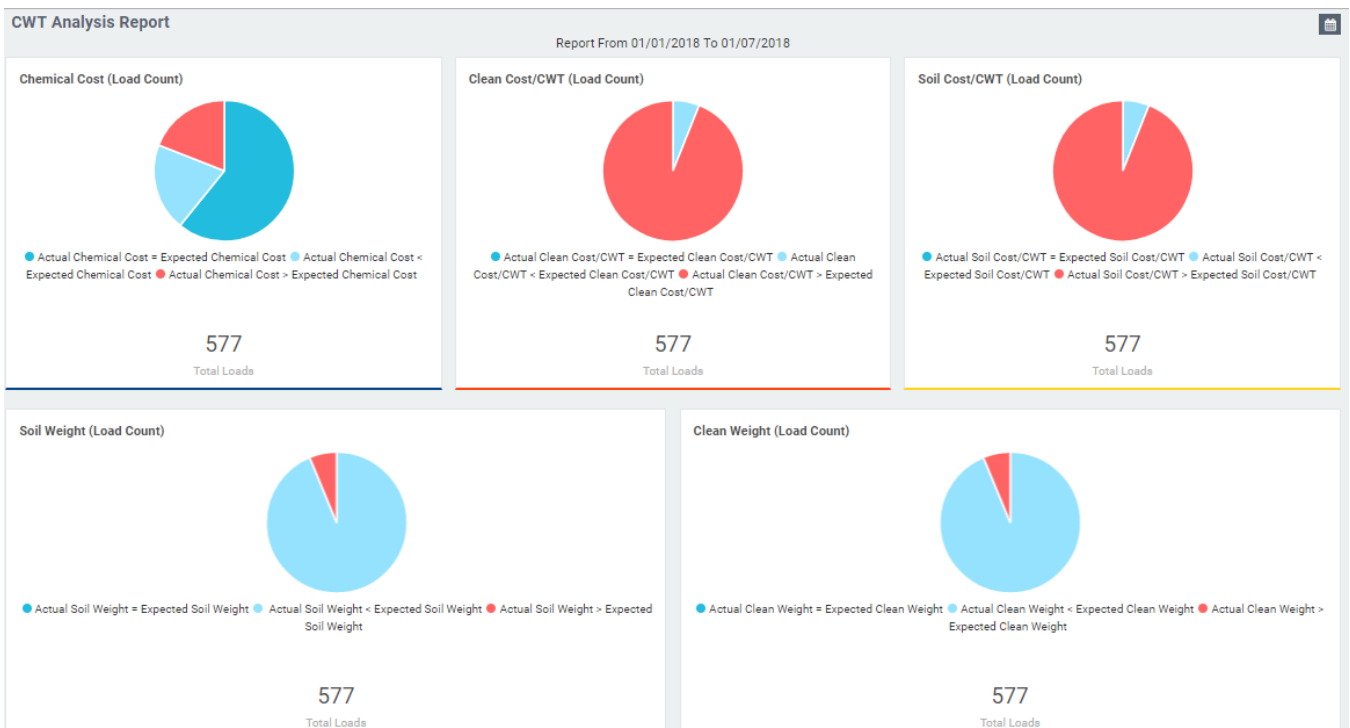 CWT Analysis Report
Report From 01/01/2018 To 01/07/2018
Chemical Cost (Load Count)
Actual Chemical Cost = Expected Chemical Cost Actual Chemical Cost <
Expected Chemical Cost Actual Chemical Cost > Expected Chemical Cost
577
Total Loads
Clean Cost/CWT (Load Count)
Actual Clean Cost/CWT = Expected Clean Cost/CWT Actual Clean
Cost/CWT < Expected Clean Cost/CWT Actual Clean Cost/CWT > Expected
Clean Cost/CWT
577
Total Loads
Soil Cost/CWT (Load Count)
Actual Soil Cost/CWT = Expected Soil Cost/CWT Actual Soil Cost/CWT <
Expected Soil Cost/CWT Actual Soil Cost/CWT > Expected Soil Cost/CWT
577
Total Loads
Soil Weight (Load Count)
Actual Soil Weight = Expected Soil Weight Actual Soil Weight < Expected Soil Weight Actual Soil Weight > Expected
Soil Weight
577
Total Loads
Clean Weight (Load Count)
Actual Clean Weight = Expected Clean Weight Actual Clean Weight < Expected Clean Weight Actual Clean Weight >
Expected Clean Weight
577
Total Loads